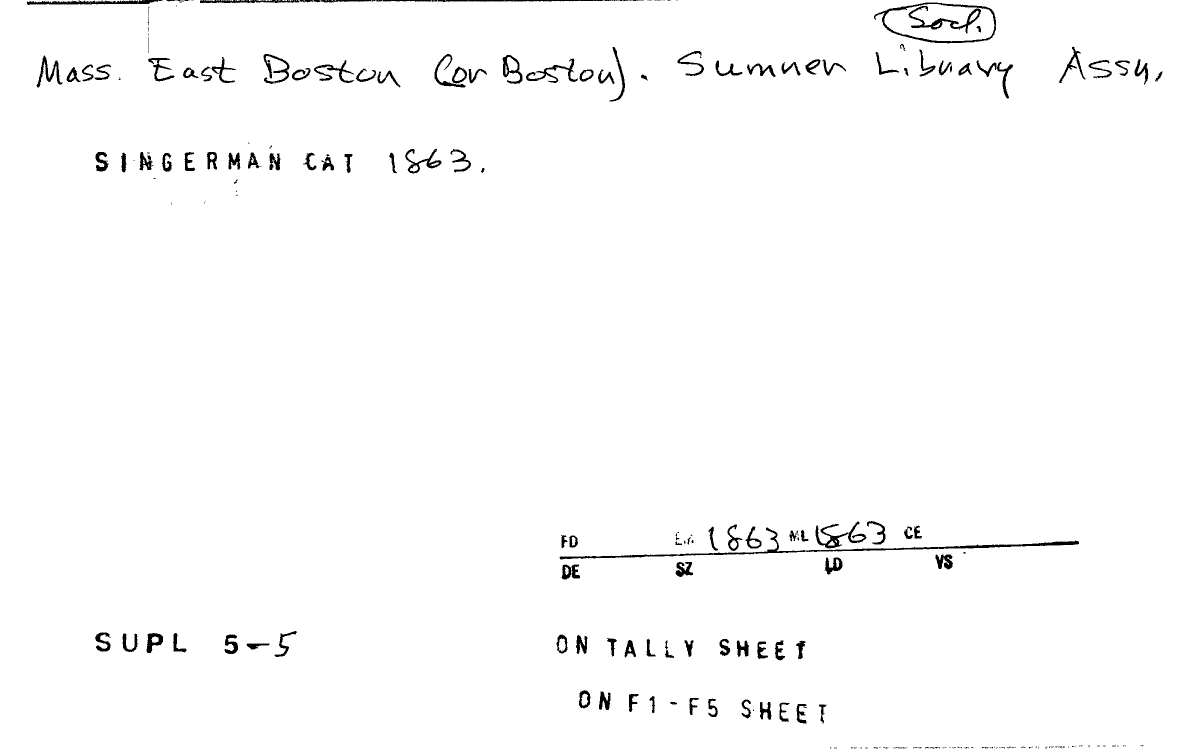 Socl.
Mass. East Boston (or Boston). Sumner Library Assn.
SINGERMAN CAT 1863.
FD 1863 ML 1863 CE
DE SZ LD VS
SUPL 5-5
ON TALLY SHEET
ON F1-F5 SHEET